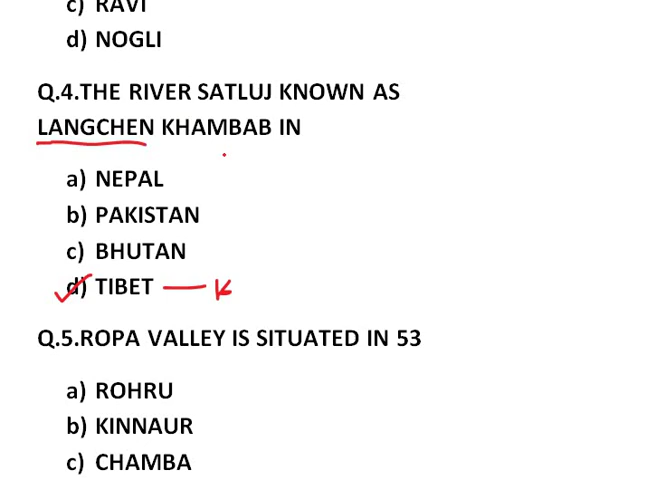 c) RAVI
d) NOGLI
Q.4.THE RIVER SATLUJ KNOWN AS
LANGCHEN KHAMBAB IN
a) NEPAL
b) PAKISTAN
c) BHUTAN
d) TIBET — K
Q.5.ROPA VALLEY IS SITUATED IN 53
a) ROHRU
b) KINNAUR
c) CHAMBA